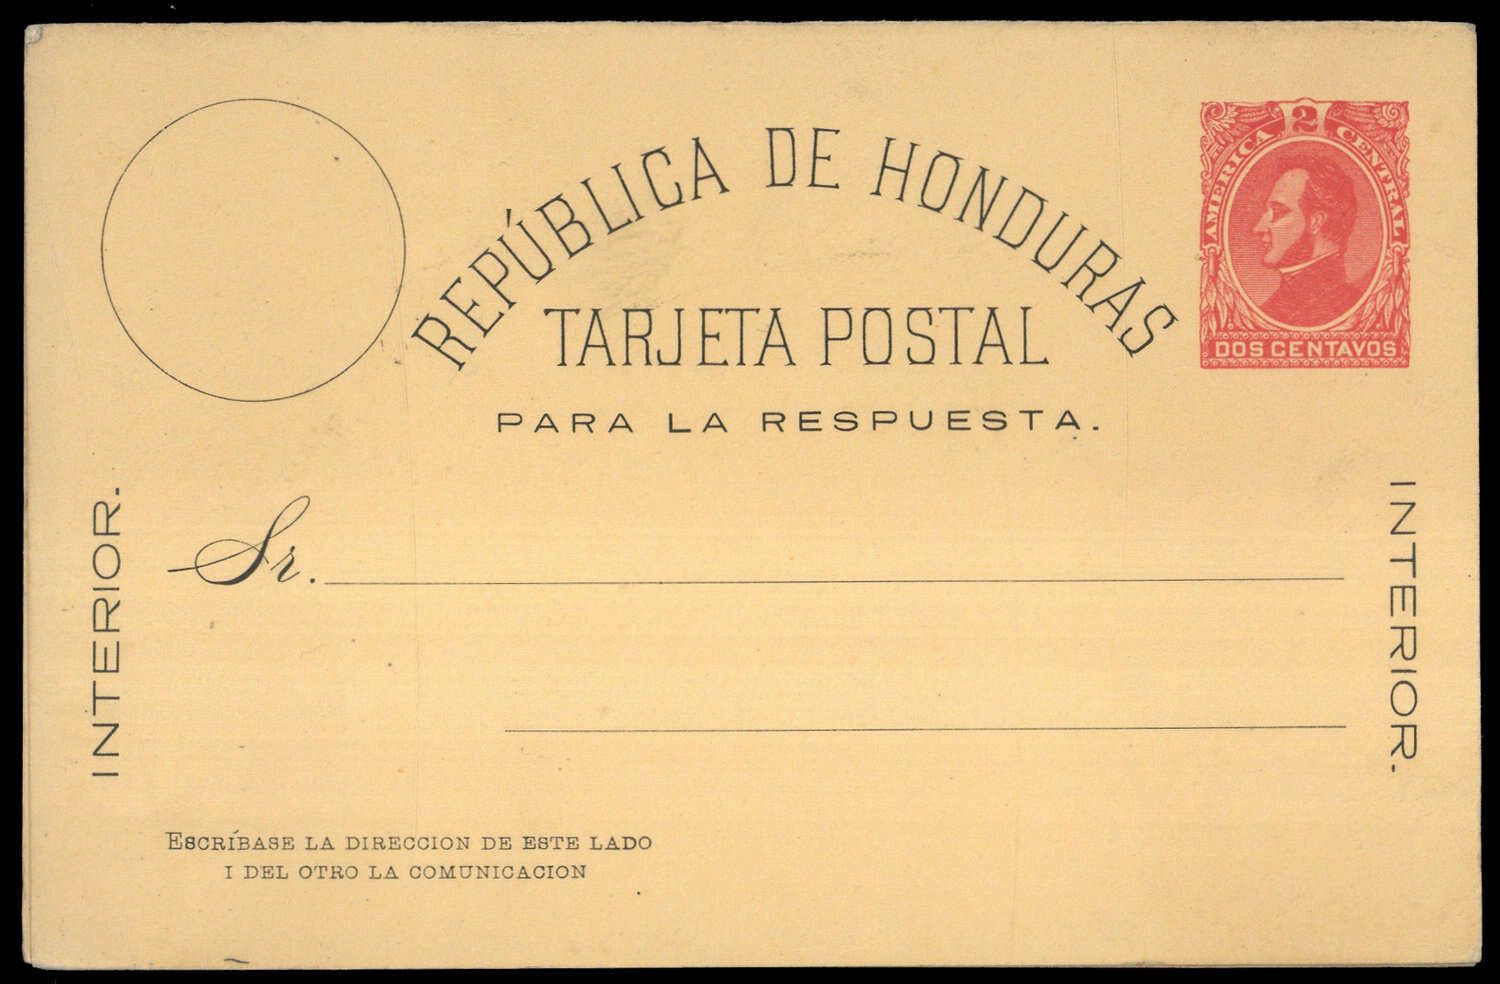 REPÚBLICA DE HONDURAS
TARJETA POSTAL
PARA LA RESPUESTA.
2
AMERICA CENTRAL
DOS CENTAVOS
INTERIOR.
Sr.
INTERIOR.
ESCRÍBASE LA DIRECCION DE ESTE LADO
I DEL OTRO LA COMUNICACION